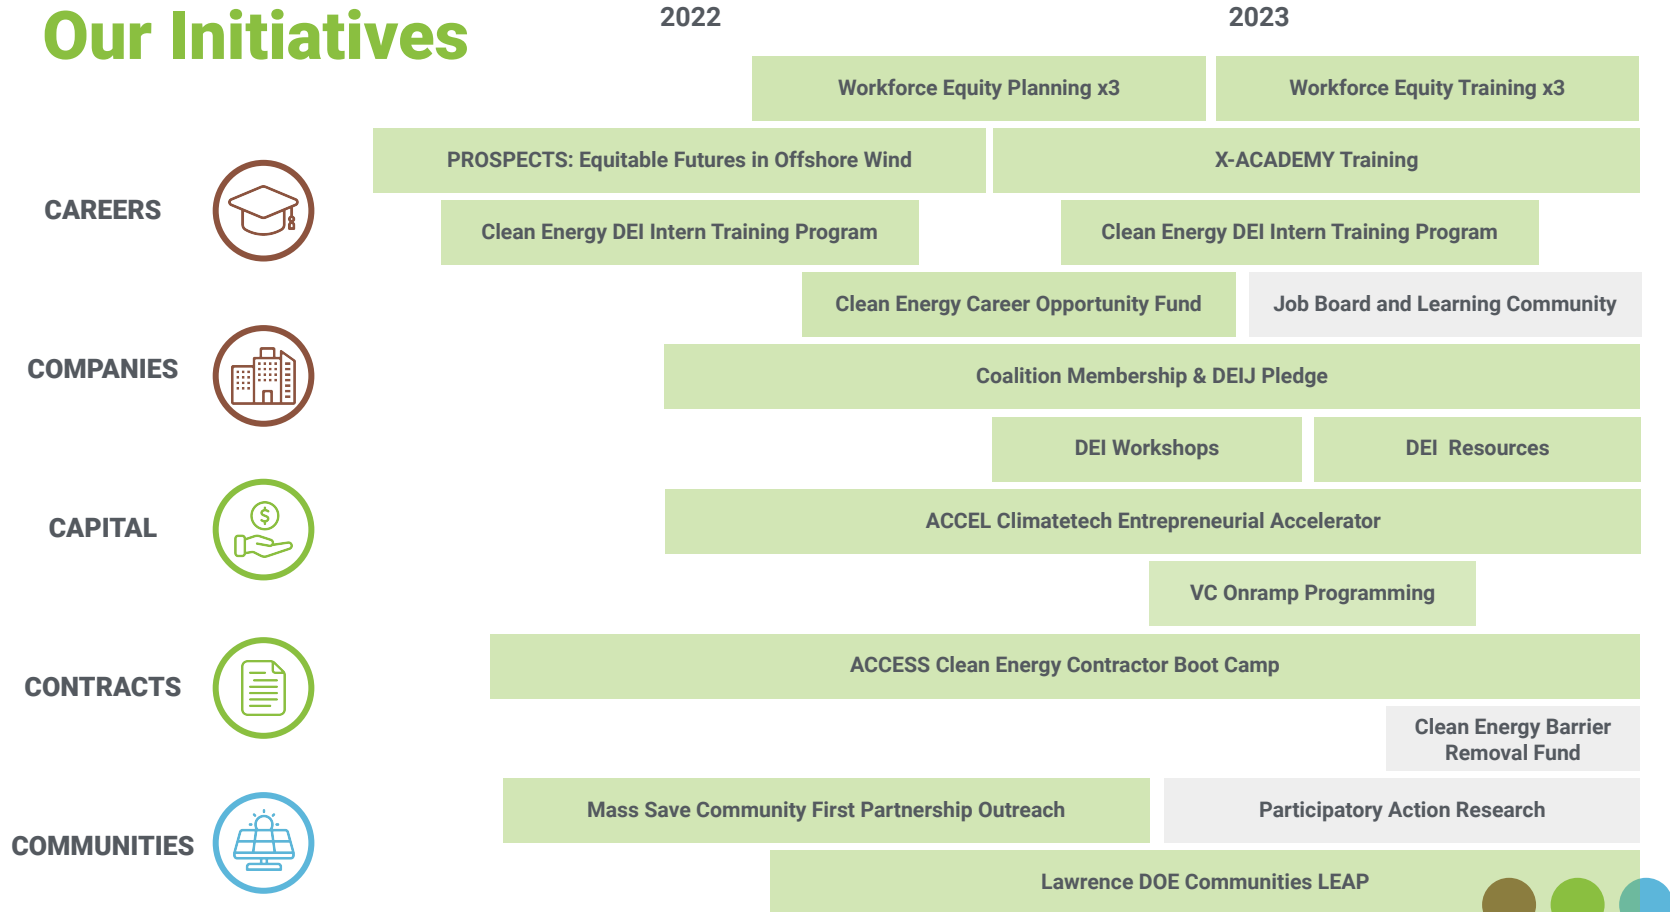 Our Initiatives
2022
2023
Workforce Equity Planning x3
Workforce Equity Training x3
PROSPECTS: Equitable Futures in Offshore Wind
X-ACADEMY Training
CAREERS
Clean Energy DEI Intern Training Program
Clean Energy DEI Intern Training Program
Clean Energy Career Opportunity Fund
Job Board and Learning Community
COMPANIES
Coalition Membership & DEIJ Pledge
DEI Workshops
DEI Resources
CAPITAL
$
ACCEL Climatetech Entrepreneurial Accelerator
VC Onramp Programming
CONTRACTS
ACCESS Clean Energy Contractor Boot Camp
Clean Energy Barrier
Removal Fund
COMMUNITIES
Mass Save Community First Partnership Outreach
Participatory Action Research
Lawrence DOE Communities LEAP